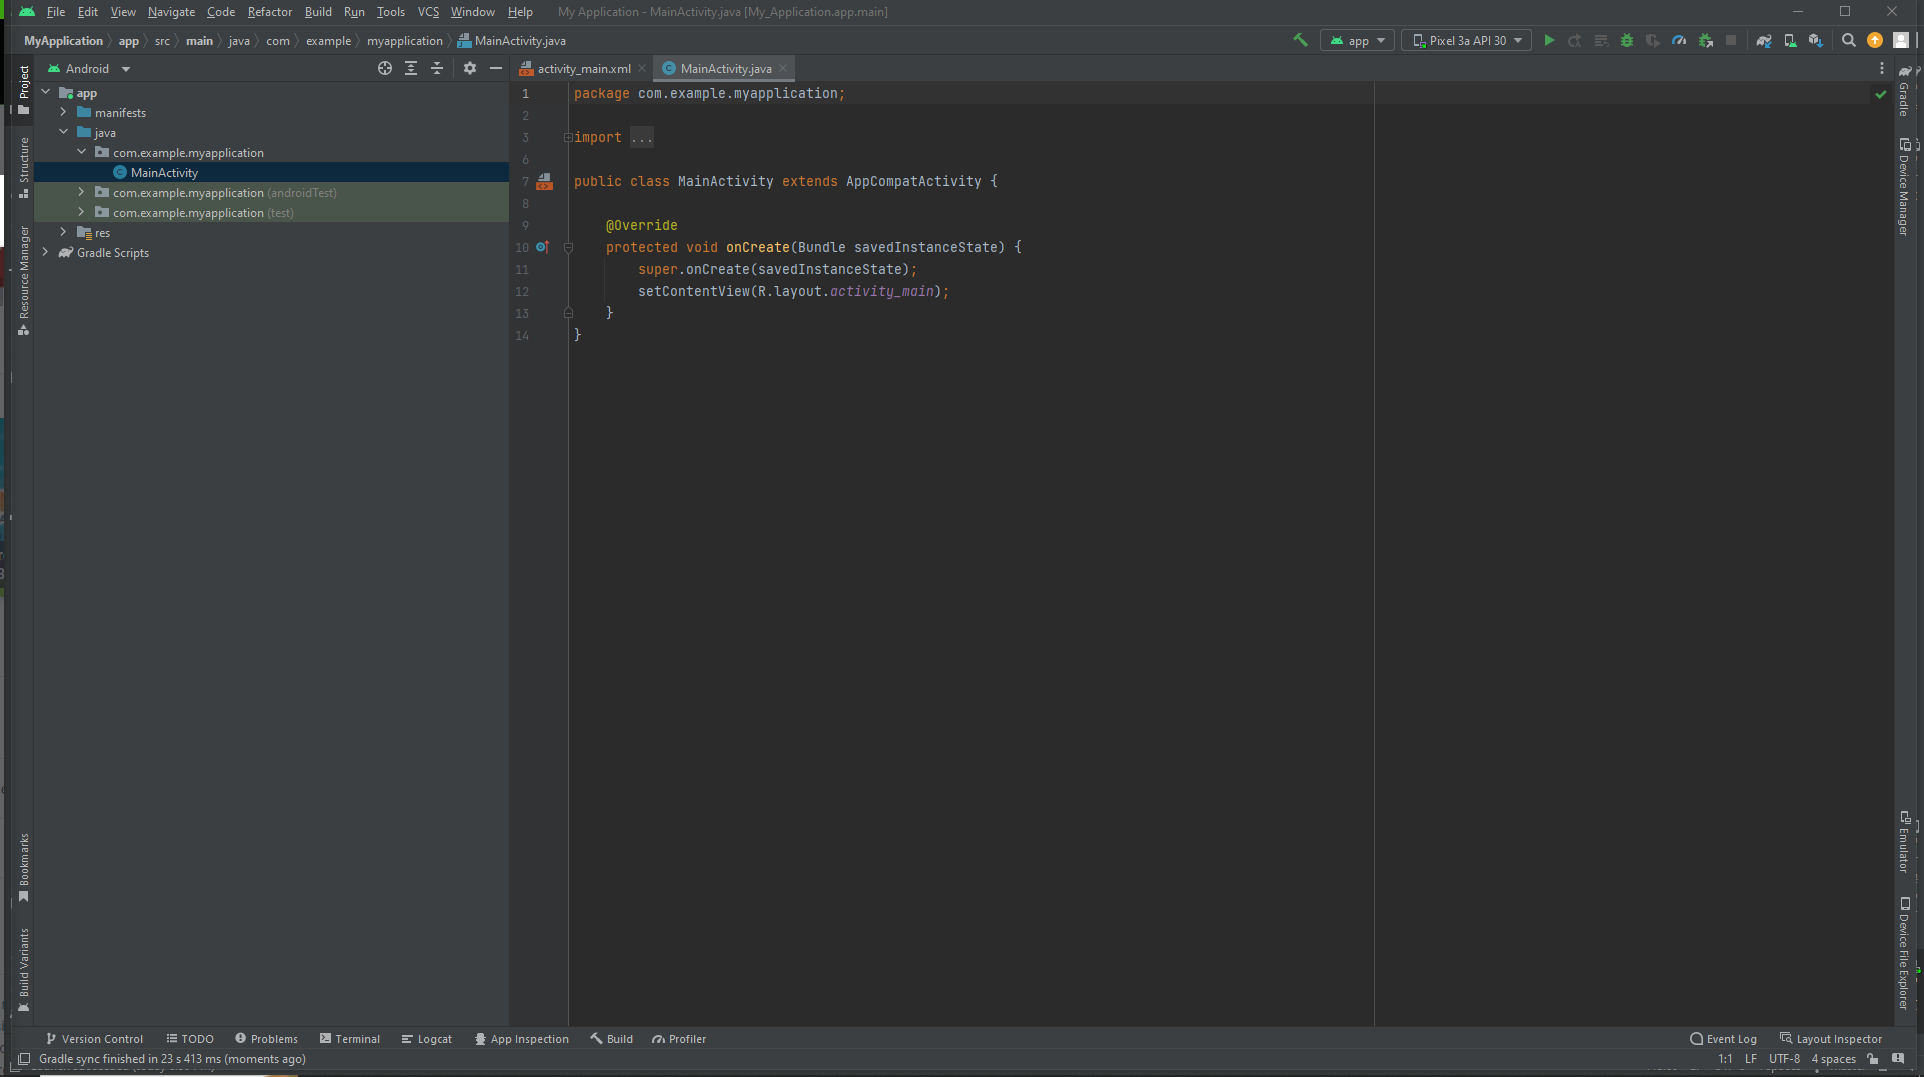 File Edit View Navigate Code Refactor Build Run Tools VCS Window Help My Application - MainActivity.java [My_Application.app.main]
MyApplication app src main java com example myapplication MainActivity.java app Pixel 3a API 30
Project
Structure
Resource Manager
Bookmarks
Build Variants
Android
app
manifests
java
com.example.myapplication
MainActivity
com.example.myapplication (androidTest)
com.example.myapplication (test)
res
Gradle Scripts
activity_main.xml MainActivity.java
1 package com.example.myapplication;
2
3 import ...
6
7 public class MainActivity extends AppCompatActivity {
8
9 @Override
10 protected void onCreate(Bundle savedInstanceState) {
11 super.onCreate(savedInstanceState);
12 setContentView(R.layout.activity_main);
13 }
14 }
Gradle
Device Manager
Emulator
Device File Explorer
Version Control TODO Problems Terminal Logcat App Inspection Build Profiler Event Log Layout Inspector
Gradle sync finished in 23 s 413 ms (moments ago) 1:1 LF UTF-8 4 spaces